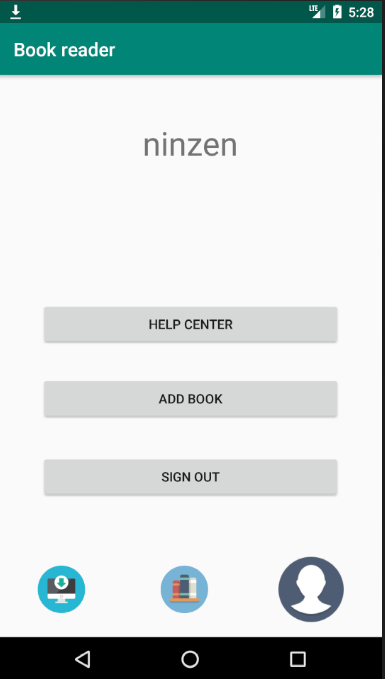 LTE 5:28
Book reader
ninzen
HELP CENTER
ADD BOOK
SIGN OUT